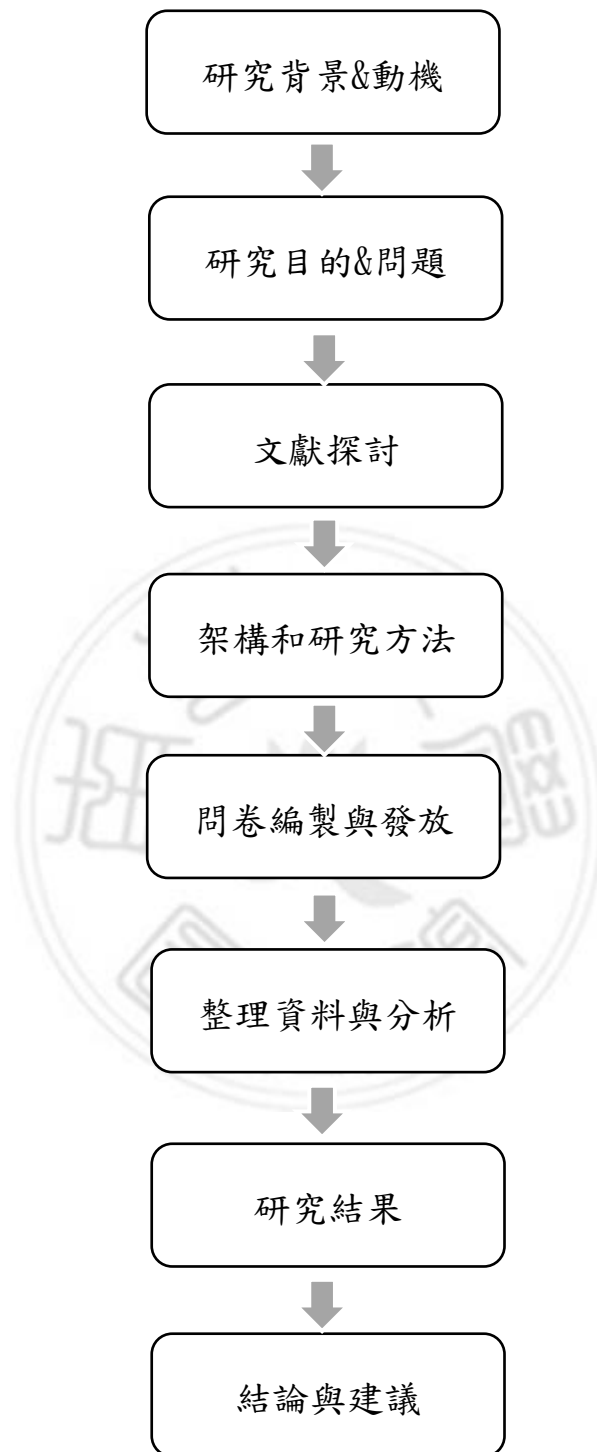 研究背景&動機
研究目的&問題
文獻探討
架構和研究方法
問卷編製與發放
整理資料與分析
研究結果
結論與建議